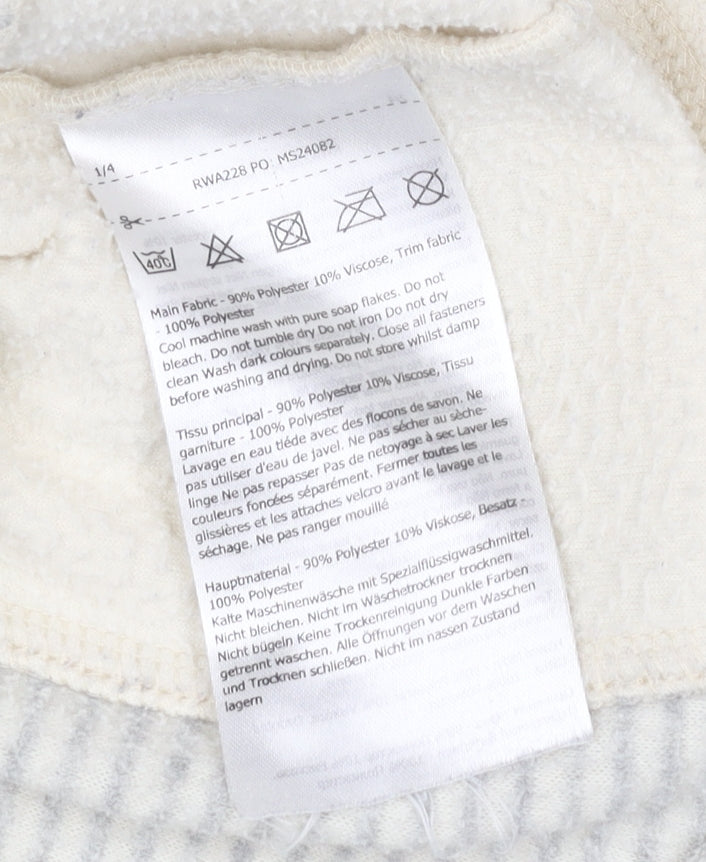 1/4
RWA228 PO: MS24082
40°C
Main Fabric - 90% Polyester 10% Viscose, Trim fabric
- 100% Polyester
Cool machine wash with pure soap flakes. Do not
bleach. Do not tumble dry Do not iron Do not dry
clean Wash dark colours separately. Close all fasteners
before washing and drying. Do not store whilst damp
Tissu principal - 90% Polyester 10% Viscose, Tissu
garniture - 100% Polyester
Lavage en eau tiéde avec des flocons de savon. Ne
pas utiliser d'eau de javel. Ne pas sécher au sèche-
linge Ne pas repasser Pas de netoyage à sec Laver les
couleurs foncées séparément. Fermer toutes les
glissières et les attaches velcro avant le lavage et le
séchage. Ne pas ranger mouillé
Hauptmaterial - 90% Polyester 10% Viskose, Besatz -
100% Polyester
Kalte Maschinenwäsche mit Spezialflüssigwaschmittel.
Nicht bleichen. Nicht im Wäschetrockner trocknen
Nicht bügeln Keine Trockenreinigung Dunkle Farben
getrennt waschen. Alle Öffnungen vor dem Waschen
und Trocknen schließen. Nicht im nassen Zustand
lagern